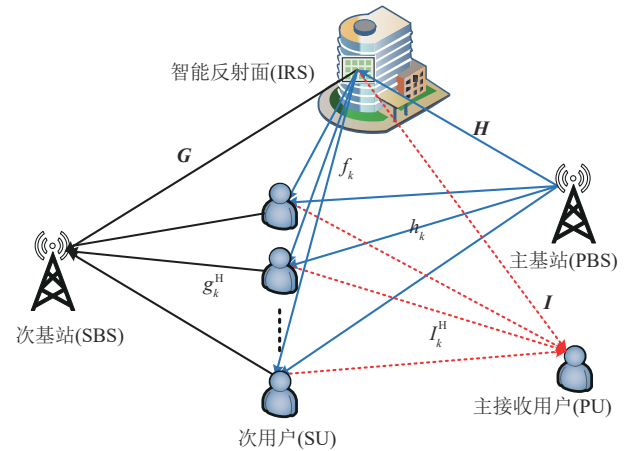 智能反射面(IRS)
H
G
f_k
h_k
主基站(PBS)
g_k^H
次基站(SBS)
I
I_k^H
主接收用户(PU)
次用户(SU)